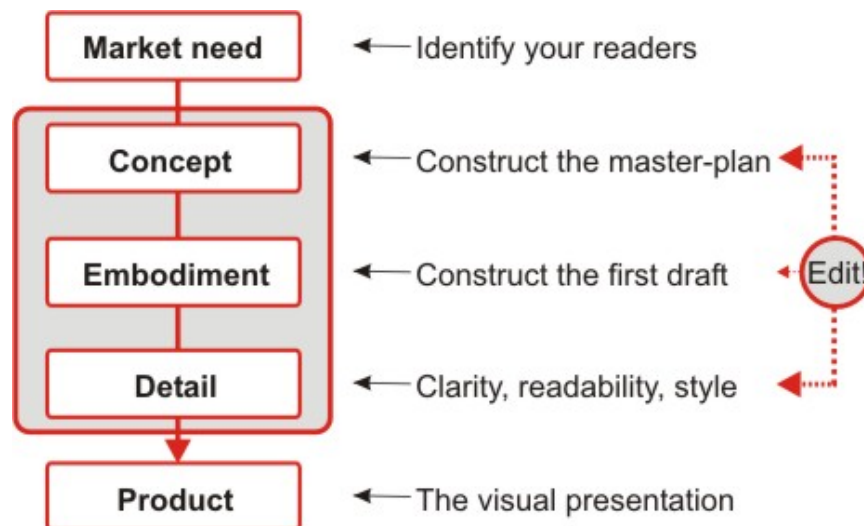 Market need
Identify your readers
Concept
Construct the master-plan
Embodiment
Construct the first draft
Edit!
Detail
Clarity, readability, style
Product
The visual presentation